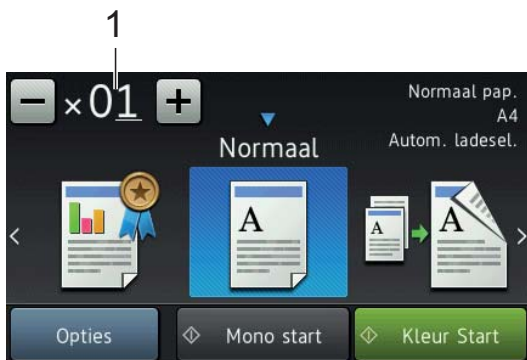 1
− ×01 +
Normaal pap.
A4
Autom. ladesel.
Normaal
A
A
A
Opties
Mono start
Kleur Start